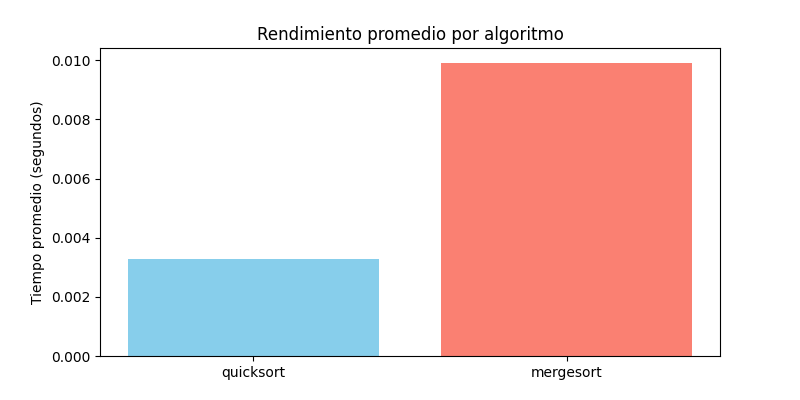 Rendimiento promedio por algoritmo
Tiempo promedio (segundos)
0.010
0.008
0.006
0.004
0.002
0.000
quicksort
mergesort